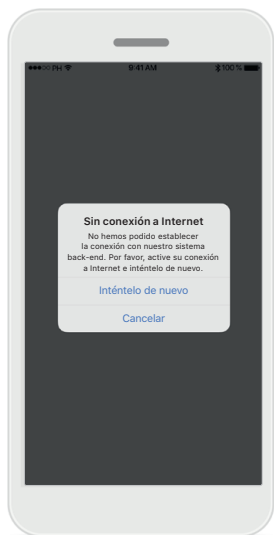 PH 9:41 AM 100 %
Sin conexión a Internet
No hemos podido establecer
la conexión con nuestro sistema
back-end. Por favor, active su conexión
a Internet e inténtelo de nuevo.
Inténtelo de nuevo
Cancelar